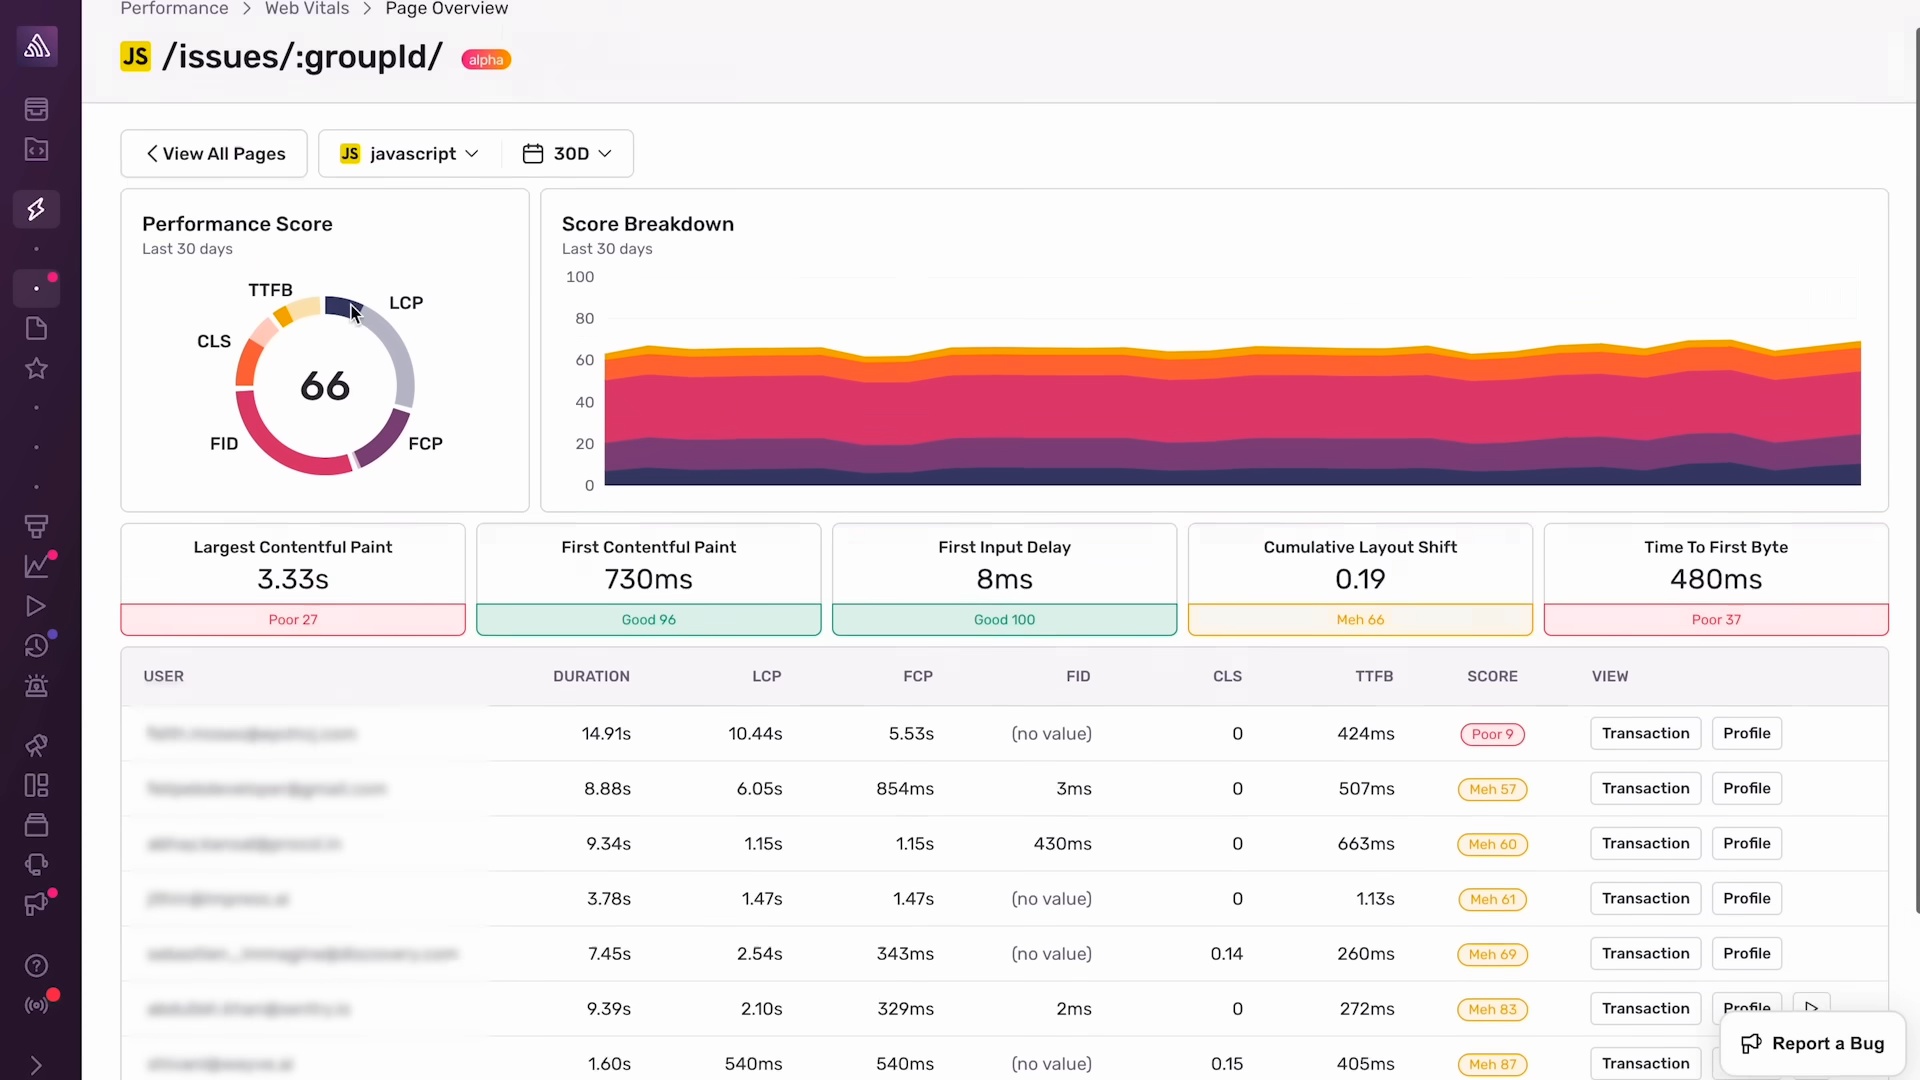 Performance > Web Vitals > Page Overview
JS /issues/:groupId/ alpha
View All Pages
JS javascript
30D
Performance Score
Last 30 days
TTFB
LCP
CLS
66
FID
FCP
Score Breakdown
Last 30 days
100
80
60
40
20
0
Largest Contentful Paint
3.33s
Poor 27
First Contentful Paint
730ms
Good 96
First Input Delay
8ms
Good 100
Cumulative Layout Shift
0.19
Meh 66
Time To First Byte
480ms
Poor 37
USER DURATION LCP FCP FID CLS TTFB SCORE VIEW
14.91s 10.44s 5.53s (no value) 0 424ms Poor 9 Transaction Profile
8.88s 6.05s 854ms 3ms 0 507ms Meh 57 Transaction Profile
9.34s 1.15s 1.15s 430ms 0 663ms Meh 60 Transaction Profile
3.78s 1.47s 1.47s (no value) 0 1.13s Meh 61 Transaction Profile
7.45s 2.54s 343ms (no value) 0.14 260ms Meh 69 Transaction Profile
9.39s 2.10s 329ms 2ms 0 272ms Meh 83 Transaction Profile
1.60s 540ms 540ms (no value) 0.15 405ms Meh 87 Transaction
Report a Bug